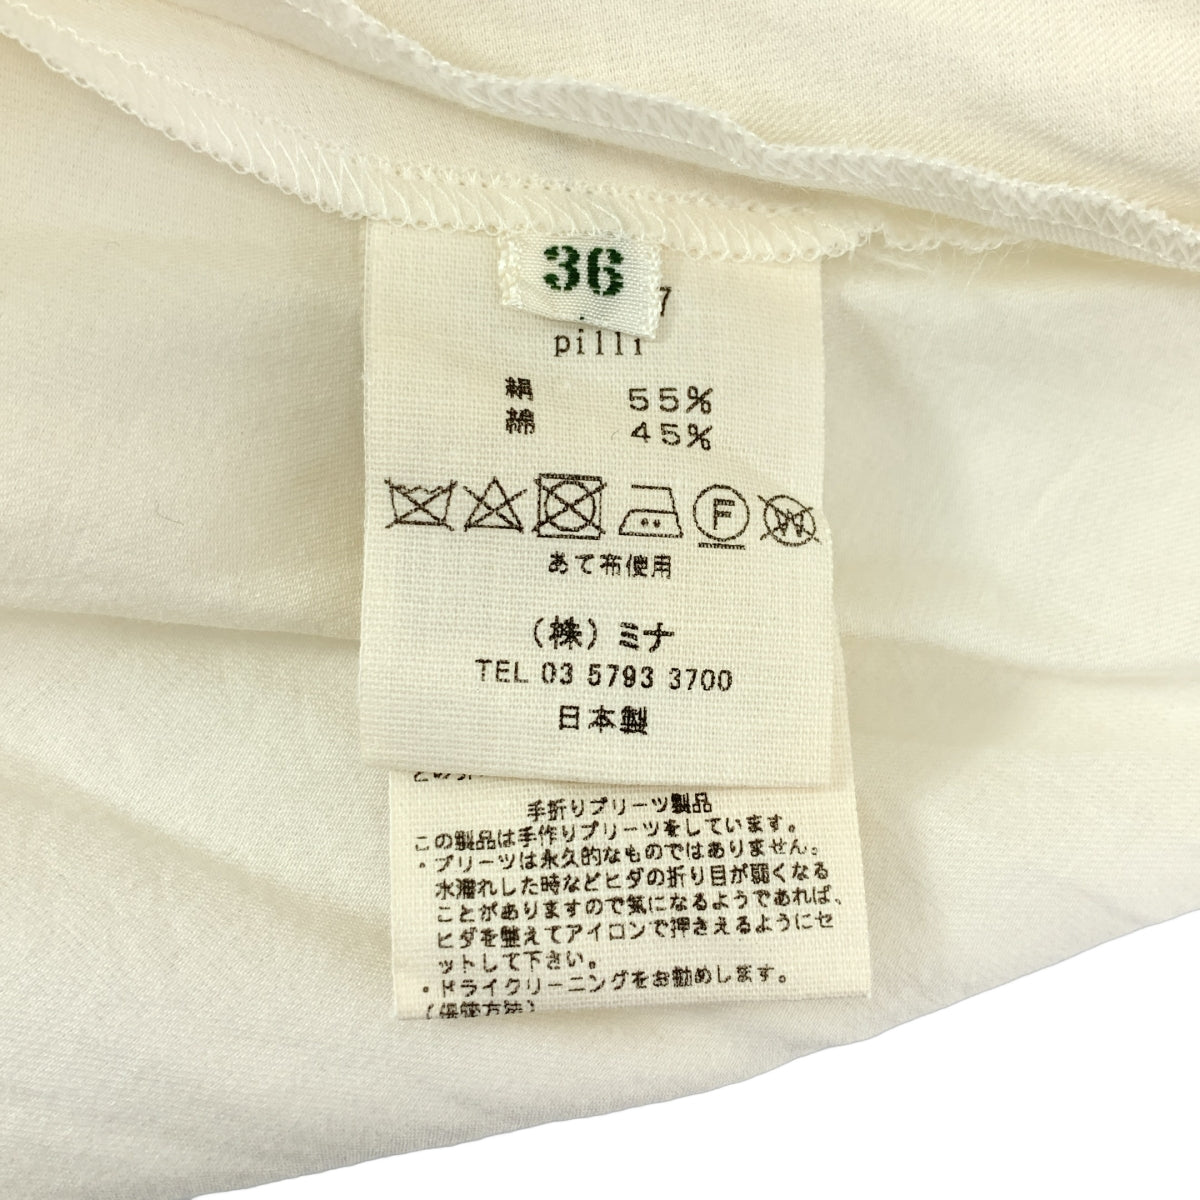 36
7
pilli
絹 55%
綿 45%
F
W
あて布使用
(株)ミナ
TEL 03 5793 3700
日本製
手折りプリーツ製品
この製品は手作りプリーツをしています。
・プリーツは永久的なものではありません。
水濡れした時などヒダの折り目が弱くなる
ことがありますので気になるようであれば、
ヒダを整えてアイロンで押さえるようにセ
ットして下さい。
・ドライクリーニングをお勧めします。